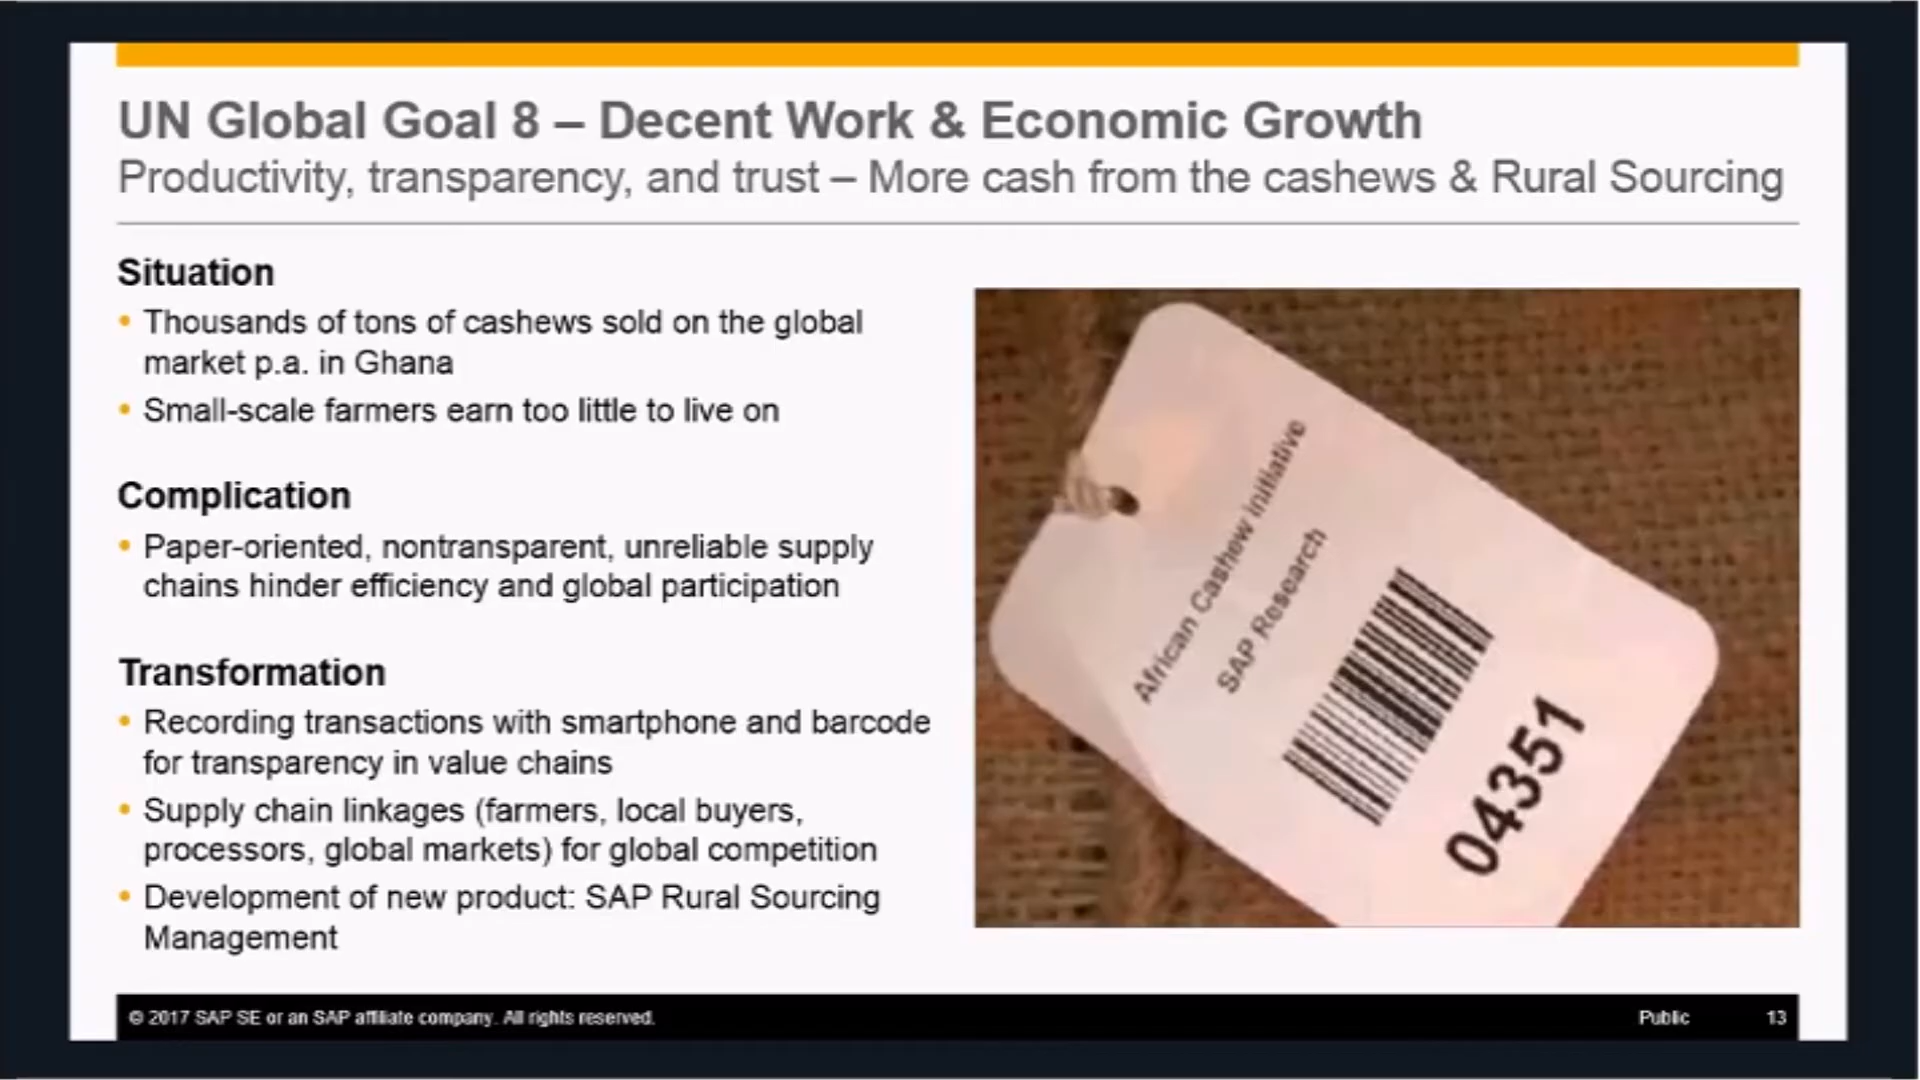 UN Global Goal 8 – Decent Work & Economic Growth
Productivity, transparency, and trust – More cash from the cashews & Rural Sourcing
Situation
• Thousands of tons of cashews sold on the global
market p.a. in Ghana
• Small-scale farmers earn too little to live on
Complication
• Paper-oriented, nontransparent, unreliable supply
chains hinder efficiency and global participation
Transformation
• Recording transactions with smartphone and barcode
for transparency in value chains
• Supply chain linkages (farmers, local buyers,
processors, global markets) for global competition
• Development of new product: SAP Rural Sourcing
Management
African Cashew initiative
SAP Research
04351
© 2017 SAP SE or an SAP affiliate company. All rights reserved.
Public
13